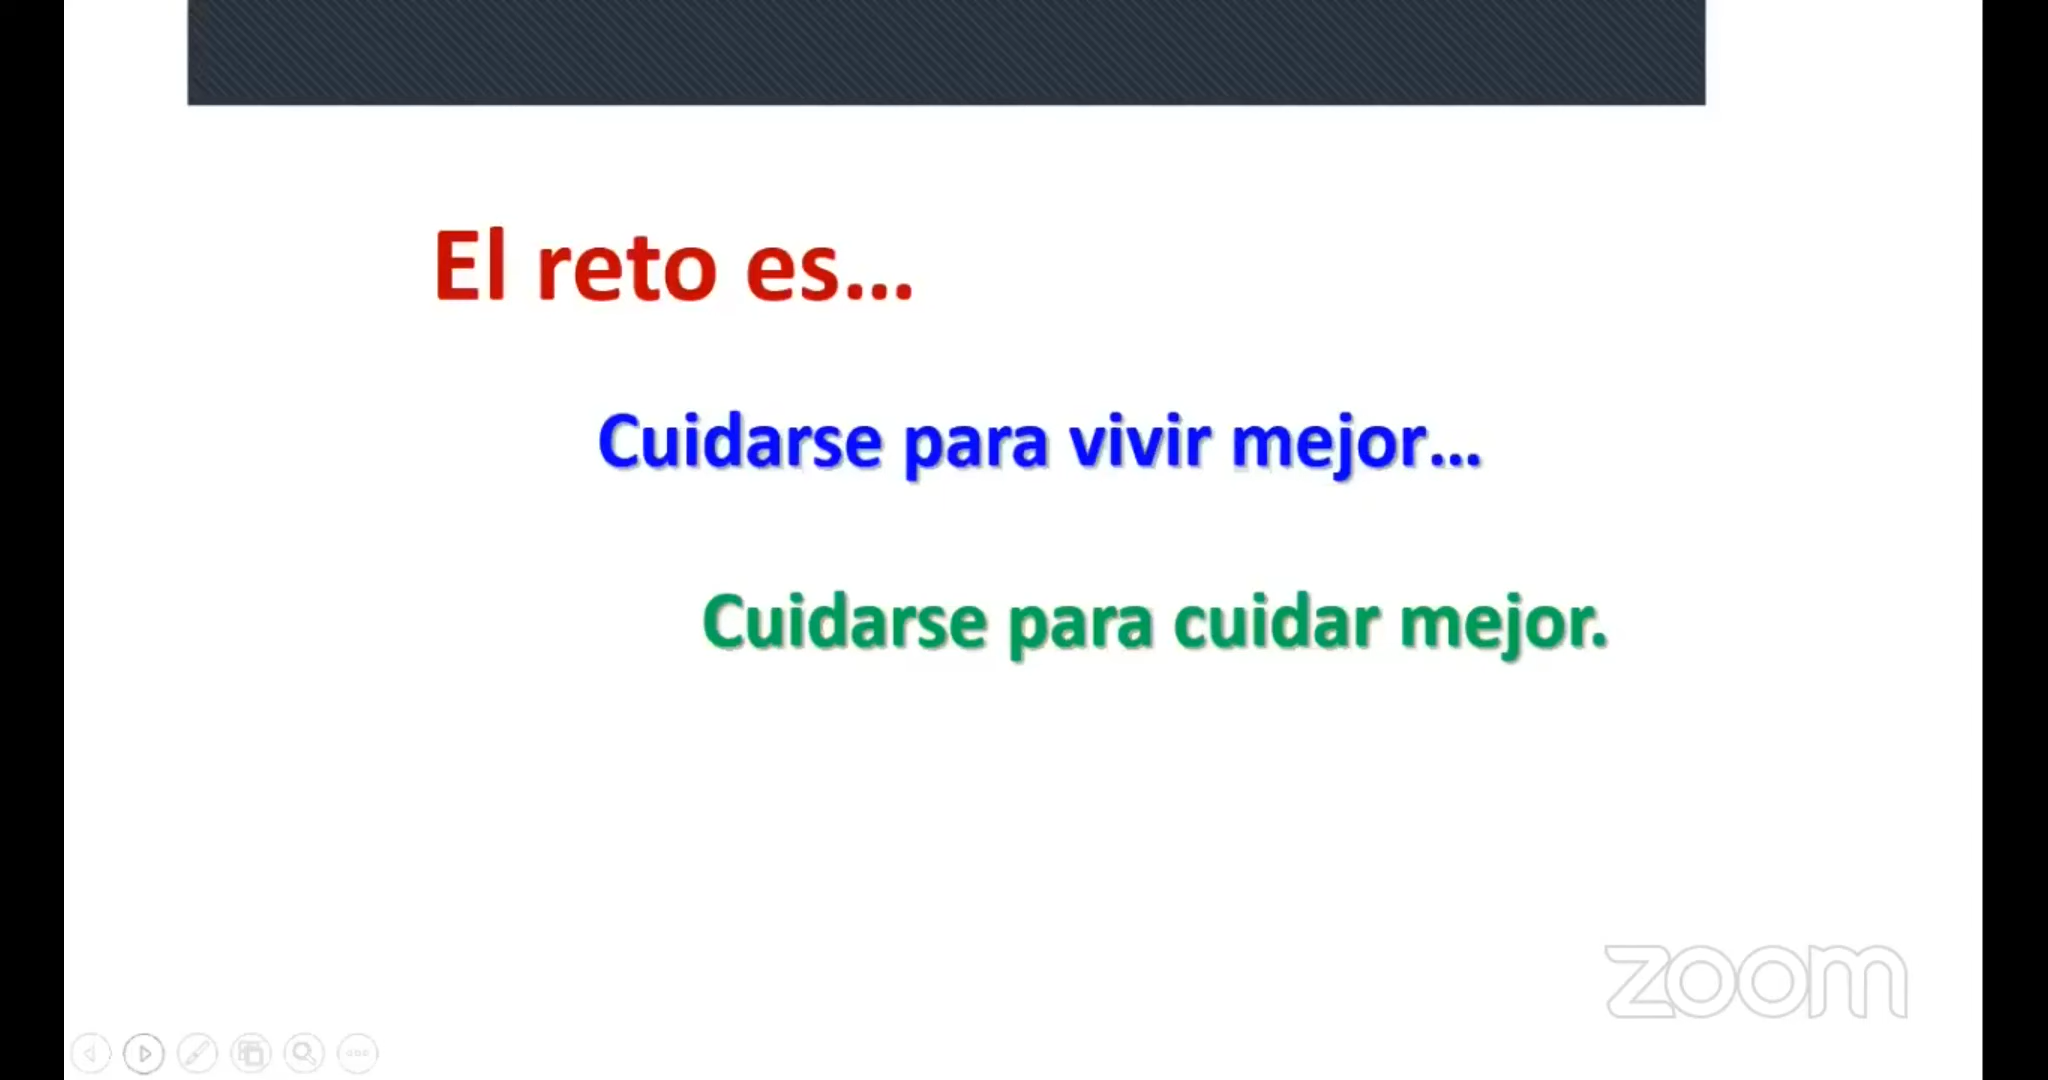 El reto es...
Cuidarse para vivir mejor...
Cuidarse para cuidar mejor.
zoom